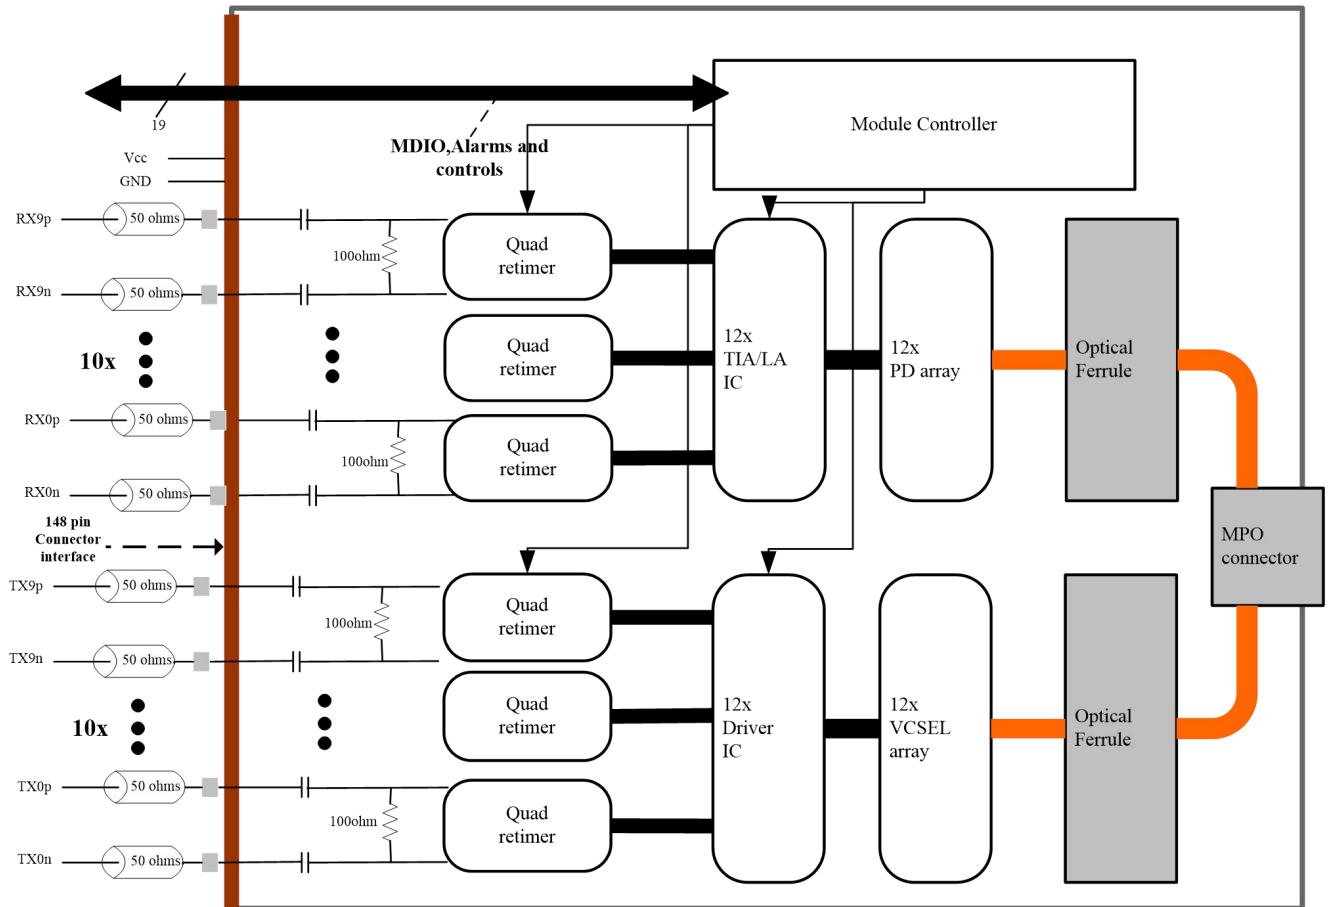 19
MDIO,Alarms and
controls
Module Controller
Vcc
GND
RX9p
50 ohms
100ohm
RX9n
50 ohms
10x
RX0p
50 ohms
100ohm
RX0n
50 ohms
Quad
retimer
Quad
retimer
Quad
retimer
12x
TIA/LA
IC
12x
PD array
Optical
Ferrule
148 pin
Connector
interface
MPO
connector
TX9p
50 ohms
100ohm
TX9n
50 ohms
10x
TX0p
50 ohms
100ohm
TX0n
50 ohms
Quad
retimer
Quad
retimer
Quad
retimer
12x
Driver
IC
12x
VCSEL
array
Optical
Ferrule